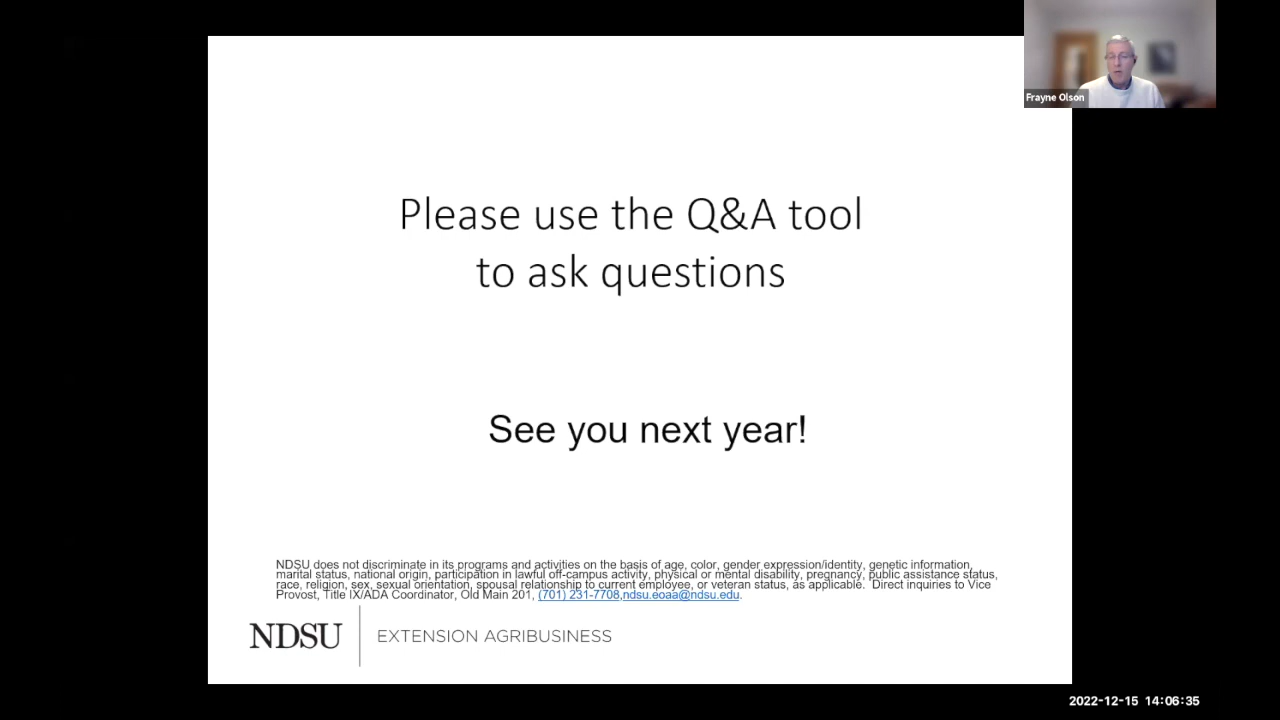 Frayne Olson
Please use the Q&A tool
to ask questions
See you next year!
NDSU does not discriminate in its programs and activities on the basis of age, color, gender expression/identity, genetic information,
marital status, national origin, participation in lawful off-campus activity, physical or mental disability, pregnancy, public assistance status,
race, religion, sex, sexual orientation, spousal relationship to current employee, or veteran status, as applicable. Direct inquiries to Vice
Provost, Title IX/ADA Coordinator, Old Main 201, (701) 231-7708,ndsu.eoaa@ndsu.edu.
NDSU EXTENSION AGRIBUSINESS
2022-12-15 14:06:35